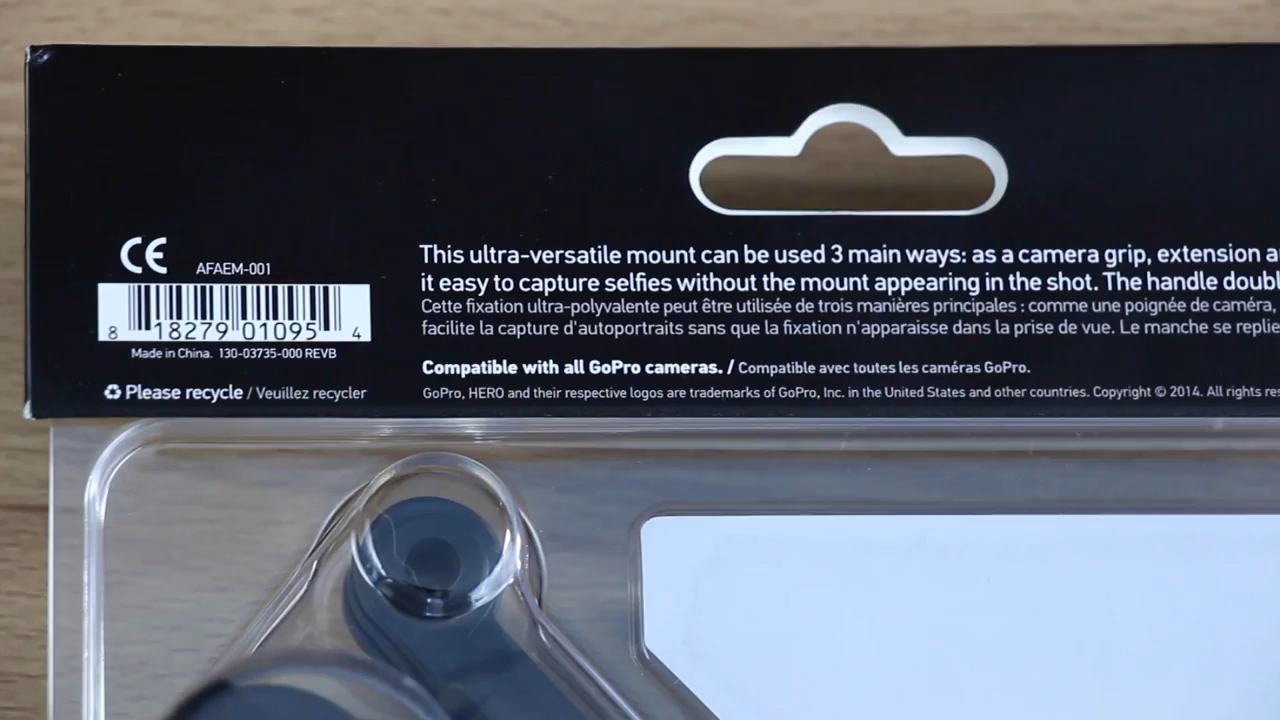 CE AFAEM-001
8 18279 01095 4
Made in China. 130-03735-000 REVB
Please recycle / Veuillez recycler
This ultra-versatile mount can be used 3 main ways: as a camera grip, extension
it easy to capture selfies without the mount appearing in the shot. The handle
Cette fixation ultra-polyvalente peut être utilisée de trois manières principales : comme une poignée de caméra,
facilite la capture d'autoportraits sans que la fixation n'apparaisse dans la prise de vue. Le manche se
Compatible with all GoPro cameras. / Compatible avec toutes les caméras GoPro.
GoPro, HERO and their respective logos are trademarks of GoPro, Inc. in the United States and other countries. Copyright © 2014. All rights